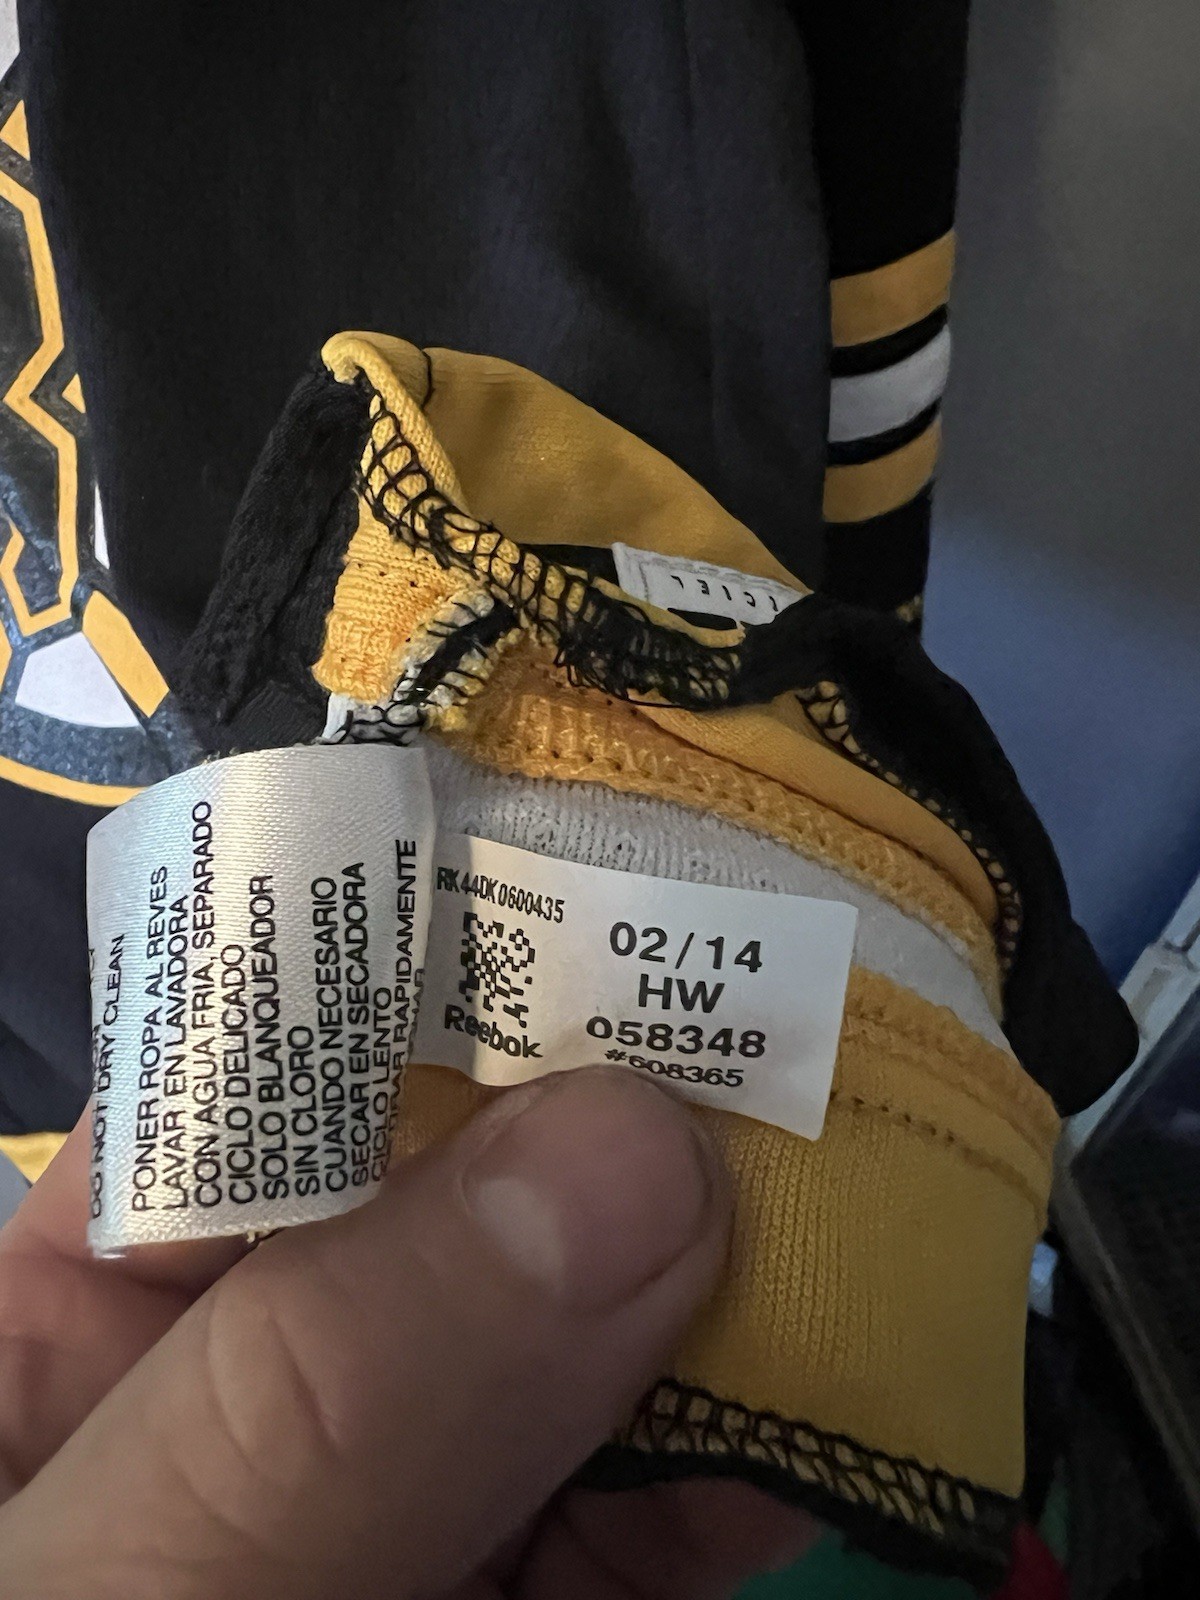 ICIEL
DO NOT DRY CLEAN
PONER ROPA AL REVES
LAVAR EN LAVADORA
CON AGUA FRIA, SEPARADO
CICLO DELICADO
SOLO BLANQUEADOR
SIN CLORO
CUANDO NECESARIO
SECAR EN SECADORA
CICLO LENTO
RAPIDAMENTE
RK44DK0600435
Reebok
02/14
HW
058348
#608365